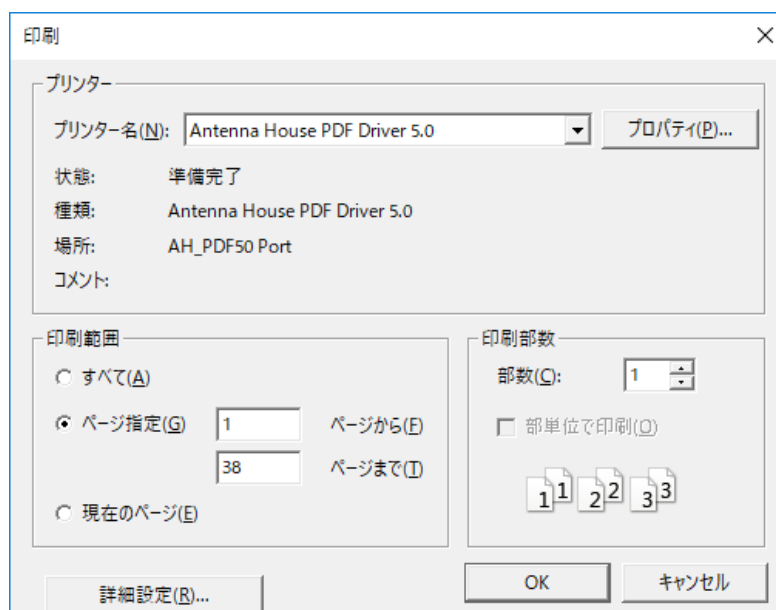 印刷
プリンター
プリンター名(N): Antenna House PDF Driver 5.0 プロパティ(P)...
状態: 準備完了
種類: Antenna House PDF Driver 5.0
場所: AH_PDF50 Port
コメント:
印刷範囲
すべて(A)
ページ指定(G) 1 ページから(F)
38 ページまで(T)
現在のページ(E)
印刷部数
部数(C): 1
部単位で印刷(O)
1 1 2 2 3 3
詳細設定(R)... OK キャンセル